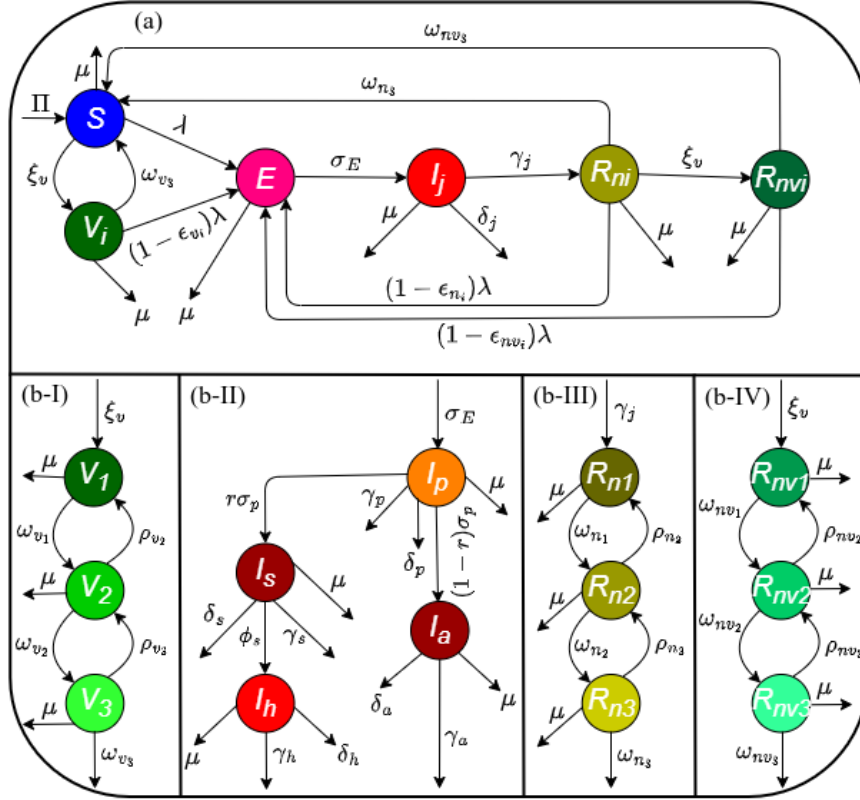 (a)
ω_{nv_3}
μ
ω_{n_3}
Π S λ
ξ_v ω_{v_3} E σ_E I_j γ_j R_{ni} ξ_v R_{nvi}
V_i (1 − ϵ_{v_i})λ μ δ_j μ μ
μ μ (1 − ϵ_{n_i})λ
(1 − ϵ_{nv_i})λ
(b-I)
ξ_v
μ V_1
ω_{v_1} ρ_{v_2}
μ V_2
ω_{v_2} ρ_{v_3}
μ V_3
ω_{v_3}
(b-II)
σ_E
I_p μ
rσ_p γ_p δ_p (1 − r)σ_p
I_s μ
δ_s ϕ_s γ_s I_a
δ_a γ_a μ
I_h
μ γ_h δ_h
(b-III)
γ_j
R_{n1}
μ
ω_{n_1} ρ_{n_2}
R_{n2}
μ
ω_{n_2} ρ_{n_3}
R_{n3}
μ
ω_{n_3}
(b-IV)
ξ_v
R_{nv1} μ
ω_{nv_1} ρ_{nv_2}
R_{nv2} μ
ω_{nv_2} ρ_{nv_3}
R_{nv3} μ
ω_{nv_3}